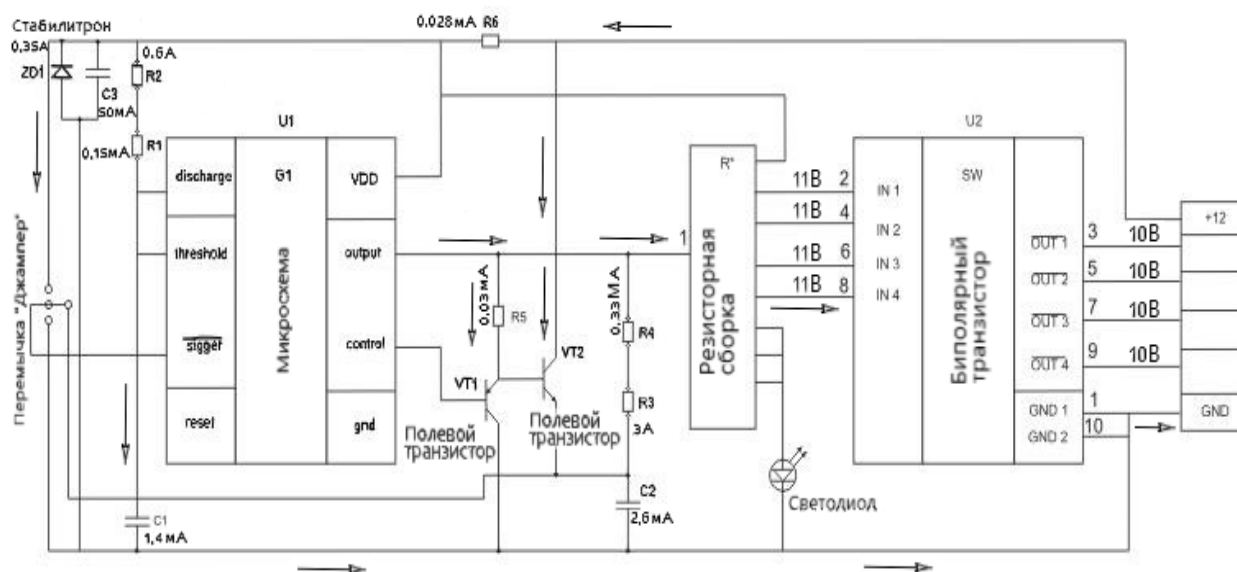 Стабилитрон
0,35А
ZD1
C3
50мА
0.6А
R2
R1
0,15мА
0.028мА R6
U1
discharge
G1
VDD
threshold
output
sigger
control
reset
gnd
Микросхема
Перемычка "Джампер"
C1
1,4мА
0.03мА
R5
VT1
VT2
Полевой
транзистор
Полевой
транзистор
0,33МА
R4
R3
3А
C2
2,6мА
1
R*
Резисторная
сборка
Светодиол
11В 2
11В 4
11В 6
11В 8
U2
IN 1
IN 2
IN 3
IN 4
SW
Биполярный
транзистор
OUT 1
OUT 2
OUT 3
OUT 4
GND 1
GND 2
3 10В
5 10В
7 10В
9 10В
1
10
+12
GND